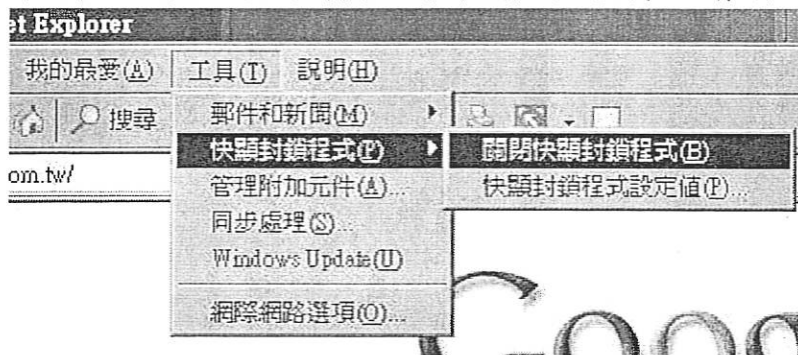 et Explorer
我的最愛(A) 工具(T) 說明(H)
搜尋
郵件和新聞(M)
快顯封鎖程式(P)
關閉快顯封鎖程式(B)
om.tw/
管理附加元件(A)...
快顯封鎖程式設定值(P)...
同步處理(S)...
Windows Update(U)
網際網路選項(O)...
Goog